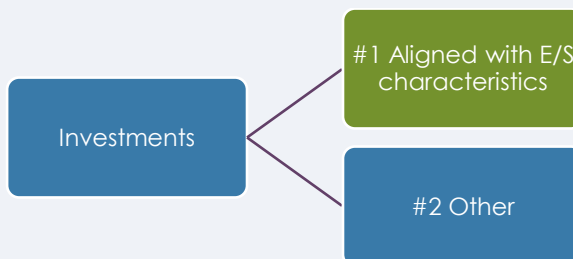 #1 Aligned with E/S
characteristics
Investments
#2 Other